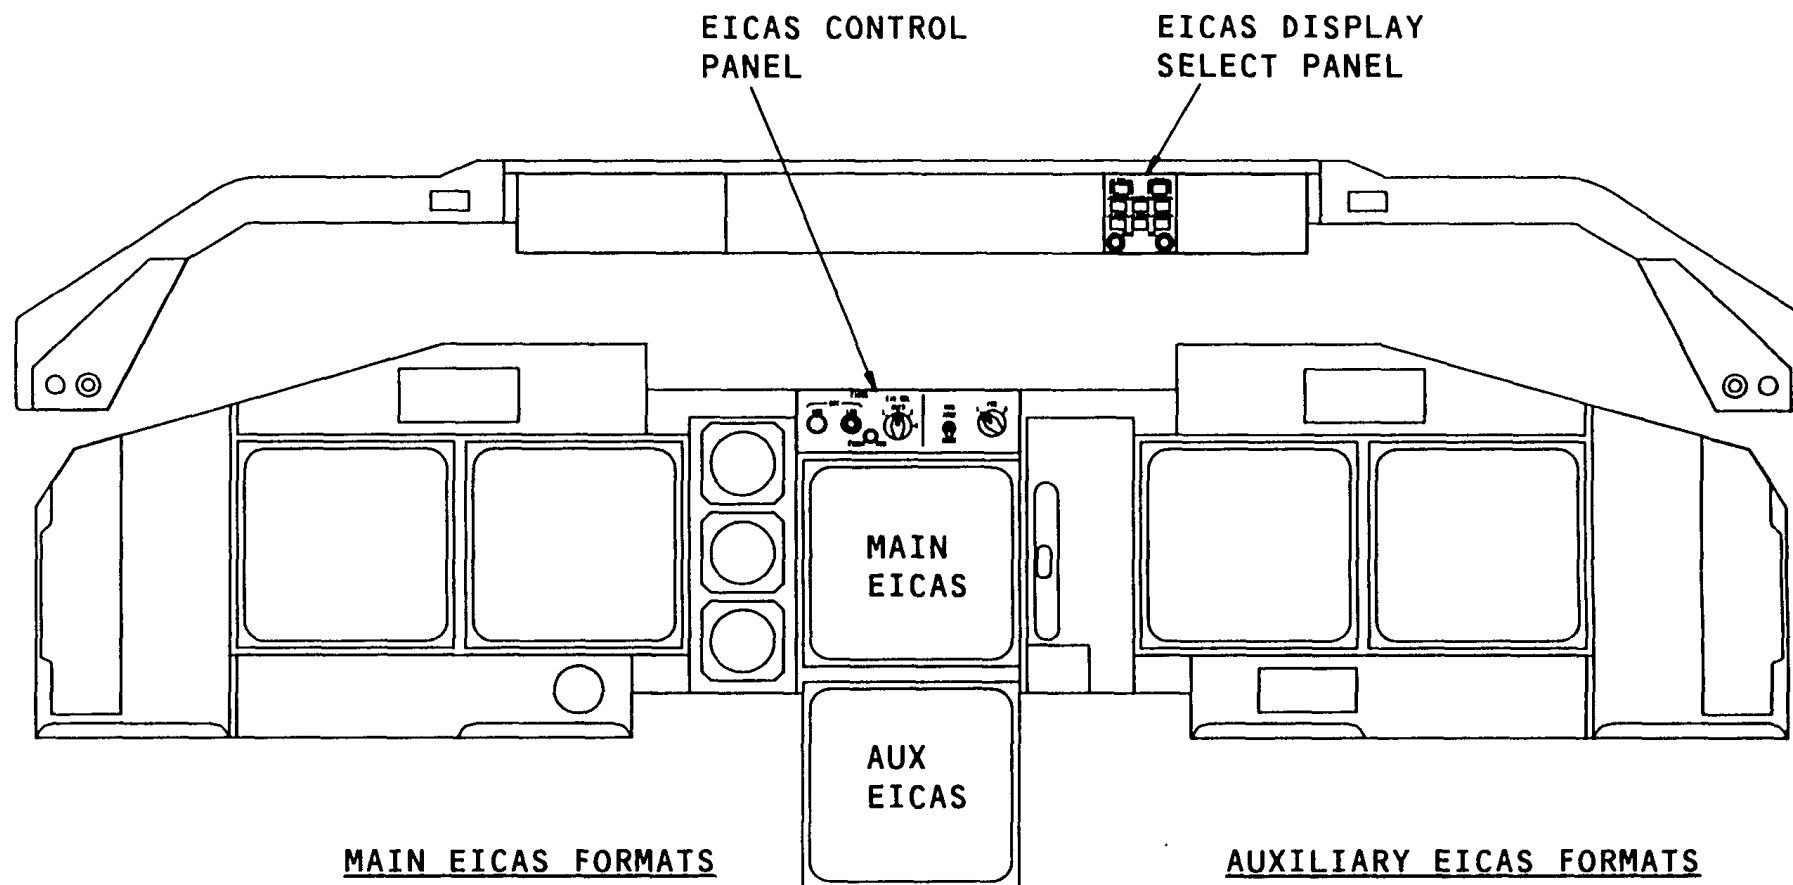 EICAS CONTROL
PANEL
EICAS DISPLAY
SELECT PANEL
MAIN
EICAS
AUX
EICAS
MAIN EICAS FORMATS
AUXILIARY EICAS FORMATS